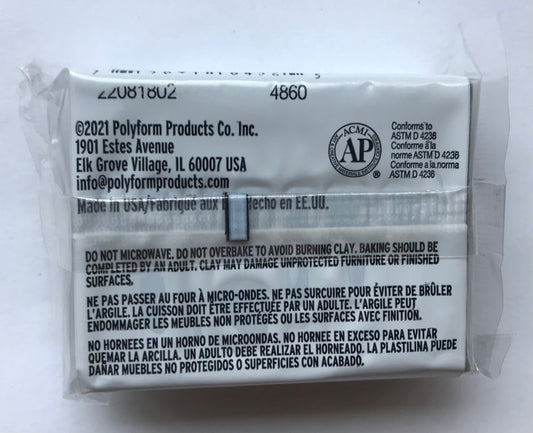 22081802 4860
©2021 Polyform Products Co. Inc.
1901 Estes Avenue
Elk Grove Village, IL 60007 USA
info@polyformproducts.com
Made in USA/Fabriqué aux Hecho en EE.UU.
ACMI
AP
®
Conforms to
ASTM D 4236
Conforme à la
norme ASTM D 4236
Conforme a la norma
ASTM D 4236
DO NOT MICROWAVE. DO NOT OVERBAKE TO AVOID BURNING CLAY. BAKING SHOULD BE
COMPLETED BY AN ADULT. CLAY MAY DAMAGE UNPROTECTED FURNITURE OR FINISHED
SURFACES.
NE PAS PASSER AU FOUR À MICRO-ONDES. NE PAS SURCUIRE POUR ÉVITER DE BRÛLER
L'ARGILE. LA CUISSON DOIT ÊTRE EFFECTUÉE PAR UN ADULTE. L'ARGILE PEUT
ENDOMMAGER LES MEUBLES NON PROTÉGÉS OU LES SURFACES AVEC FINITION.
NO HORNEES EN UN HORNO DE MICROONDAS. NO HORNEE EN EXCESO PARA EVITAR
QUEMAR LA ARCILLA. UN ADULTO DEBE REALIZAR EL HORNEADO. LA PLASTILINA PUEDE
DAÑAR MUEBLES NO PROTEGIDOS O SUPERFICIES CON ACABADO.